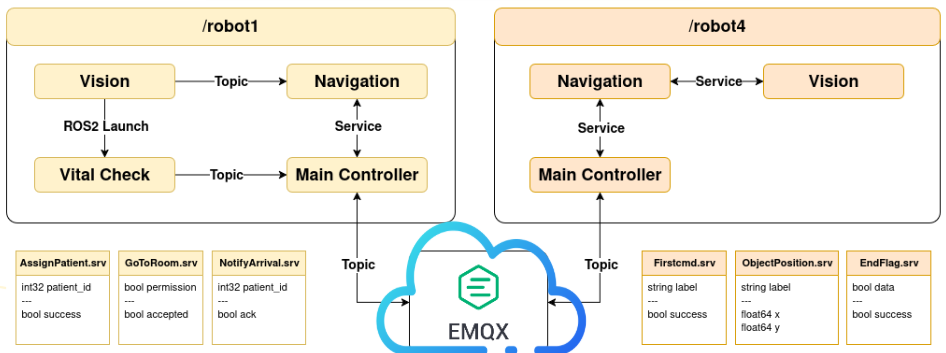 /robot1
/robot4
Vision
Topic
Navigation
Navigation
Service
Vision
ROS2 Launch
Service
Service
Vital Check
Topic
Main Controller
Main Controller
AssignPatient.srv
int32 patient_id
---
bool success
GoToRoom.srv
bool permission
---
bool accepted
NotifyArrival.srv
int32 patient_id
---
bool ack
Topic
EMQX
Topic
Firstcmd.srv
string label
---
bool success
ObjectPosition.srv
string label
---
float64 x
float64 y
EndFlag.srv
bool data
---
bool success